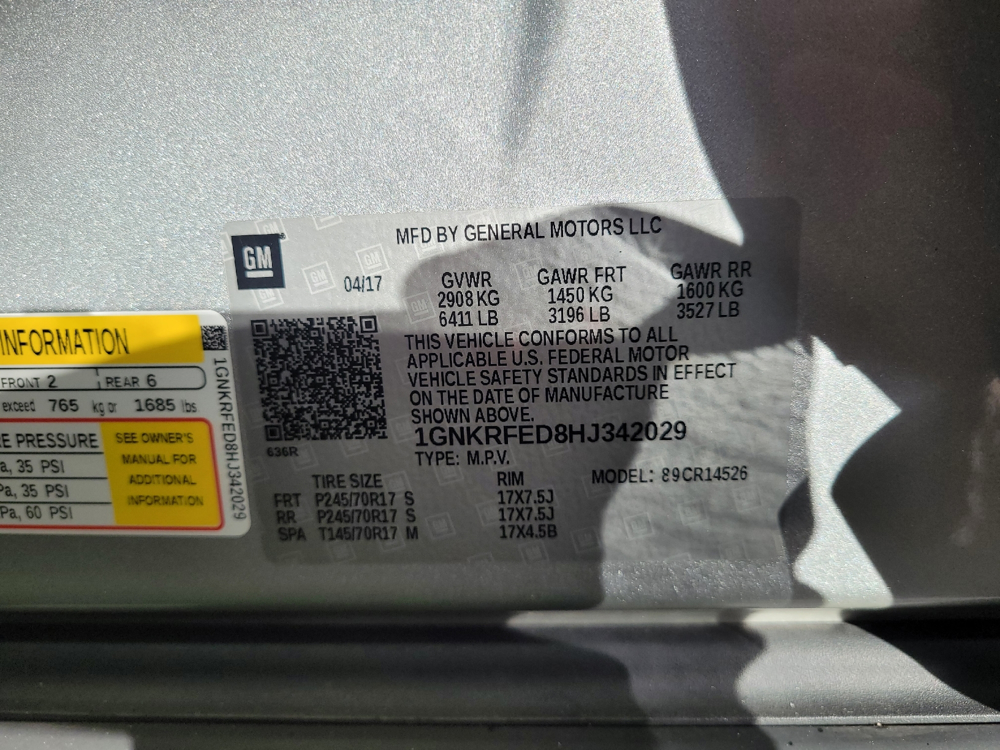 GM
MFD BY GENERAL MOTORS LLC
04/17
GVWR GAWR FRT GAWR RR
2908 KG 1450 KG 1600 KG
6411 LB 3196 LB 3527 LB
THIS VEHICLE CONFORMS TO ALL
APPLICABLE U.S. FEDERAL MOTOR
VEHICLE SAFETY STANDARDS IN EFFECT
ON THE DATE OF MANUFACTURE
SHOWN ABOVE.
1GNKRFED8HJ342029
TYPE: M.P.V.
636R
MODEL: 89CR14526
TIRE SIZE RIM
FRT P245/70R17 S 17X7.5J
RR P245/70R17 S 17X7.5J
SPA T145/70R17 M 17X4.5B
INFORMATION
FRONT 2 REAR 6
exceed 765 kg or 1685 lbs
PRESSURE
35 PSI
35 PSI
60 PSI
SEE OWNER'S
MANUAL FOR
ADDITIONAL
INFORMATION
1GNKRFED8HJ342029